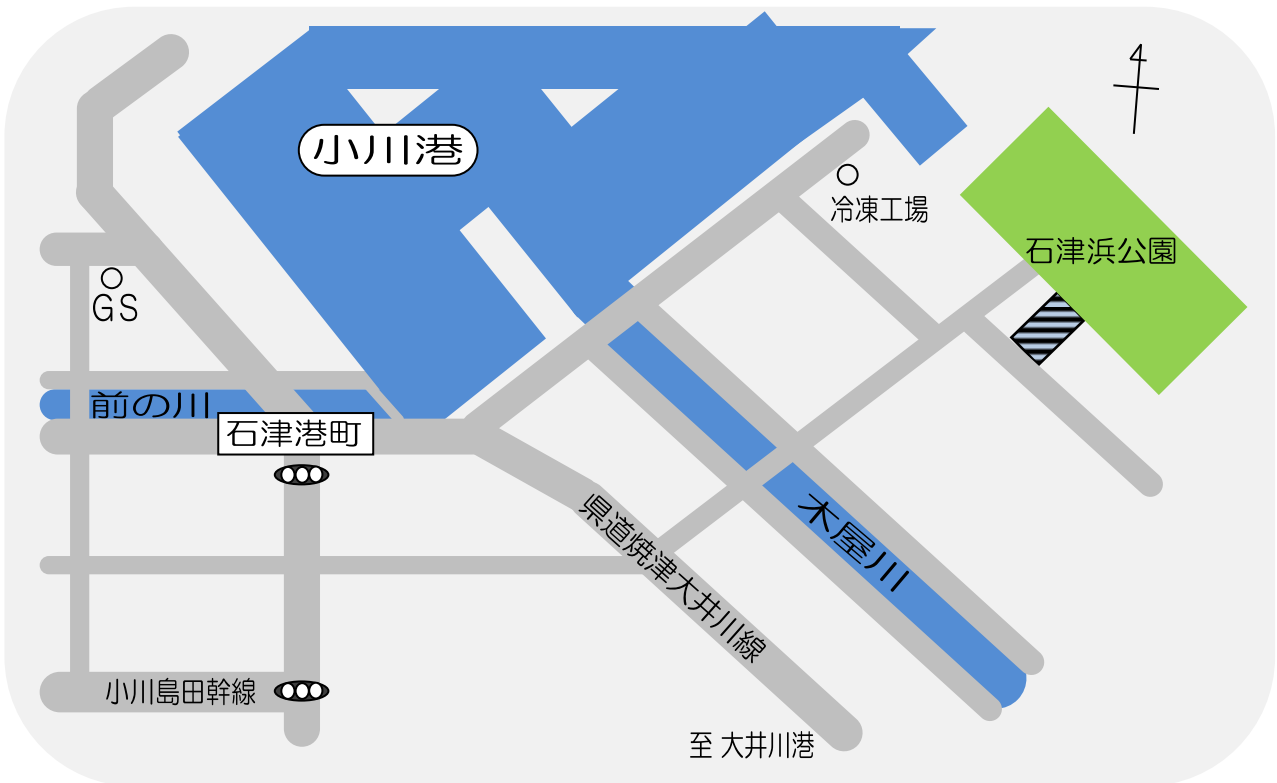 小川港
冷凍工場
石津浜公園
GS
前の川
石津港町
木屋川
県道焼津大井川線
小川島田幹線
至 大井川港